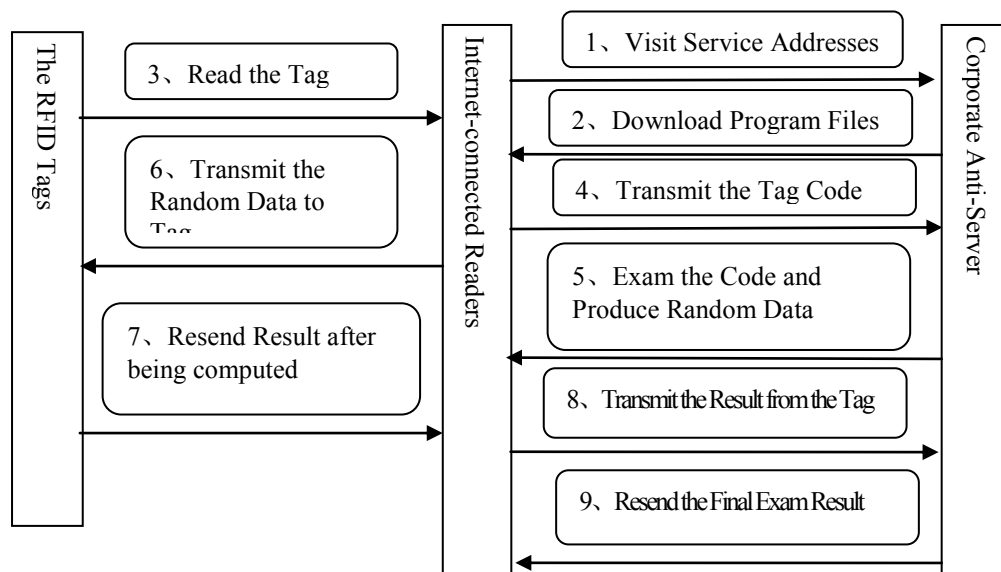 The RFID Tags
3、Read the Tag
6、Transmit the
Random Data to
Tag
7、Resend Result after
being computed
Internet-connected Readers
1、Visit Service Addresses
2、Download Program Files
4、Transmit the Tag Code
5、Exam the Code and
Produce Random Data
8、Transmit the Result from the Tag
9、Resend the Final Exam Result
Corporate Anti-Server